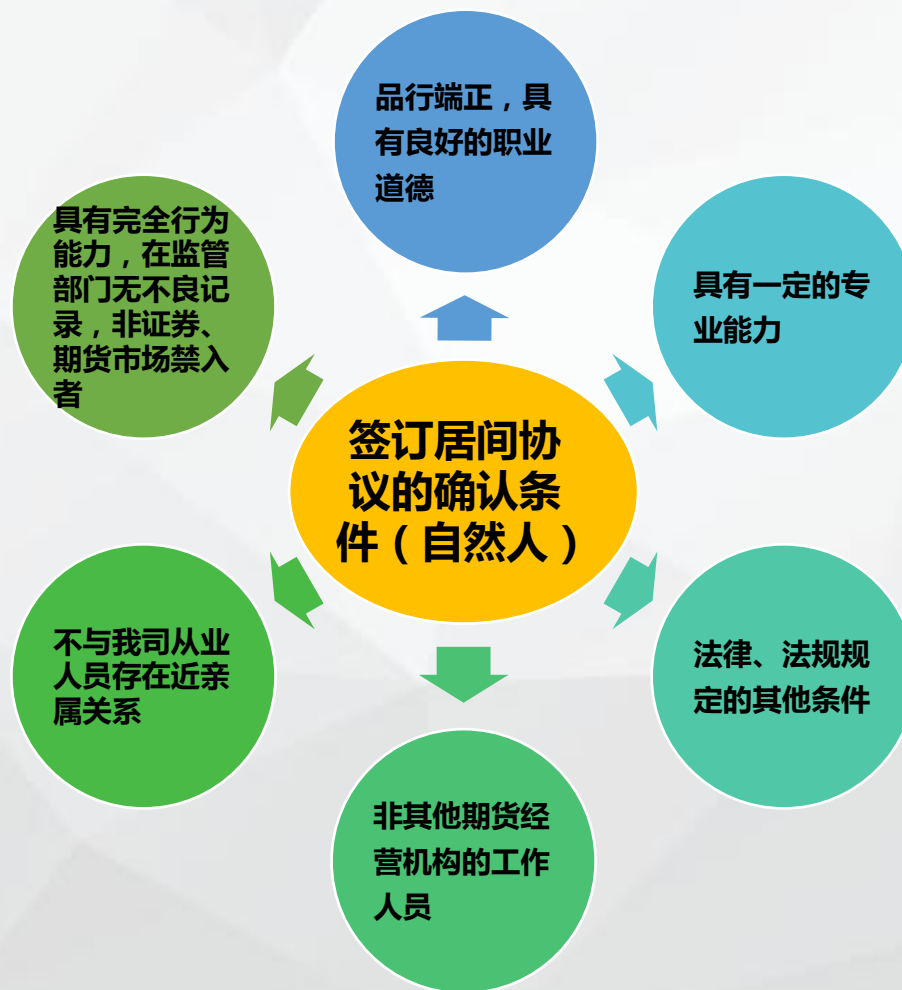 品行端正，具
有良好的职业
道德
具有完全行为
能力，在监管
部门无不良记
录，非证券、
期货市场禁入
者
具有一定的专
业能力
签订居间协
议的确认条
件（自然人）
不与我司从业
人员存在近亲
属关系
法律、法规规
定的其他条件
非其他期货经
营机构的工作
人员